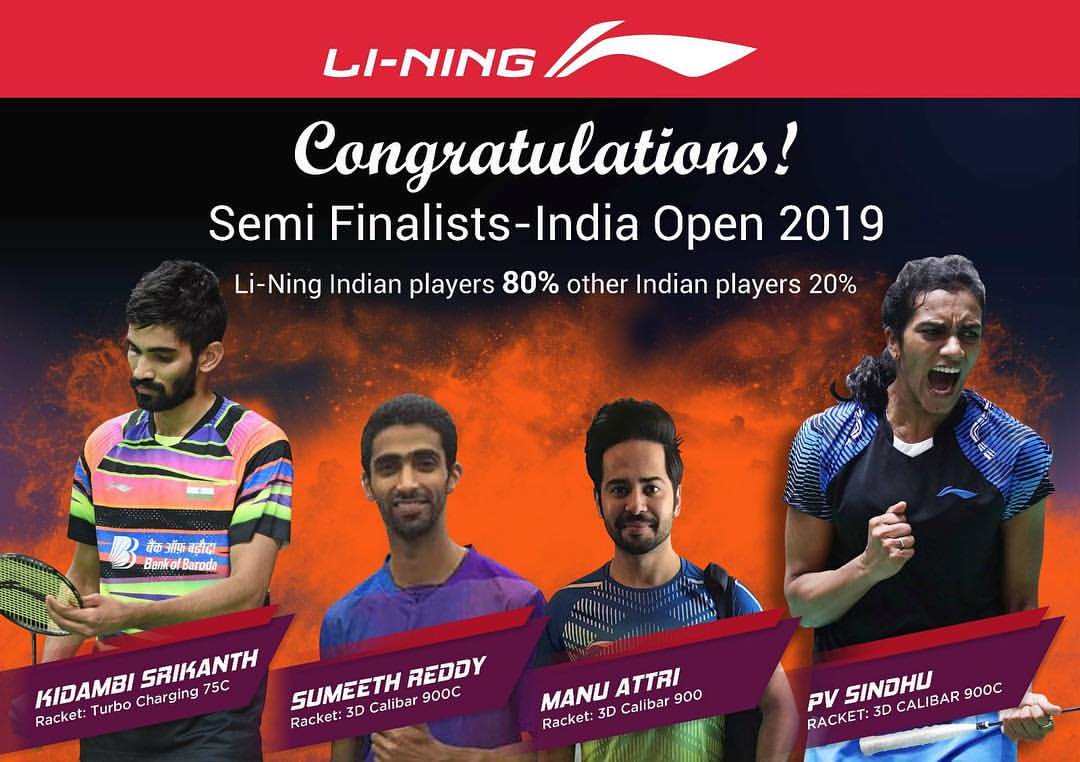 LI-NING
Congratulations!
Semi Finalists-India Open 2019
Li-Ning Indian players 80% other Indian players 20%
बैंक ऑफ़ बड़ौदा
Bank of Baroda
KIDAMBI SRIKANTH
Racket: Turbo Charging 75C
SUMEETH REDDY
Racket: 3D Calibar 900C
MANU ATTRI
Racket: 3D Calibar 900
PV SINDHU
RACKET: 3D CALIBAR 900C